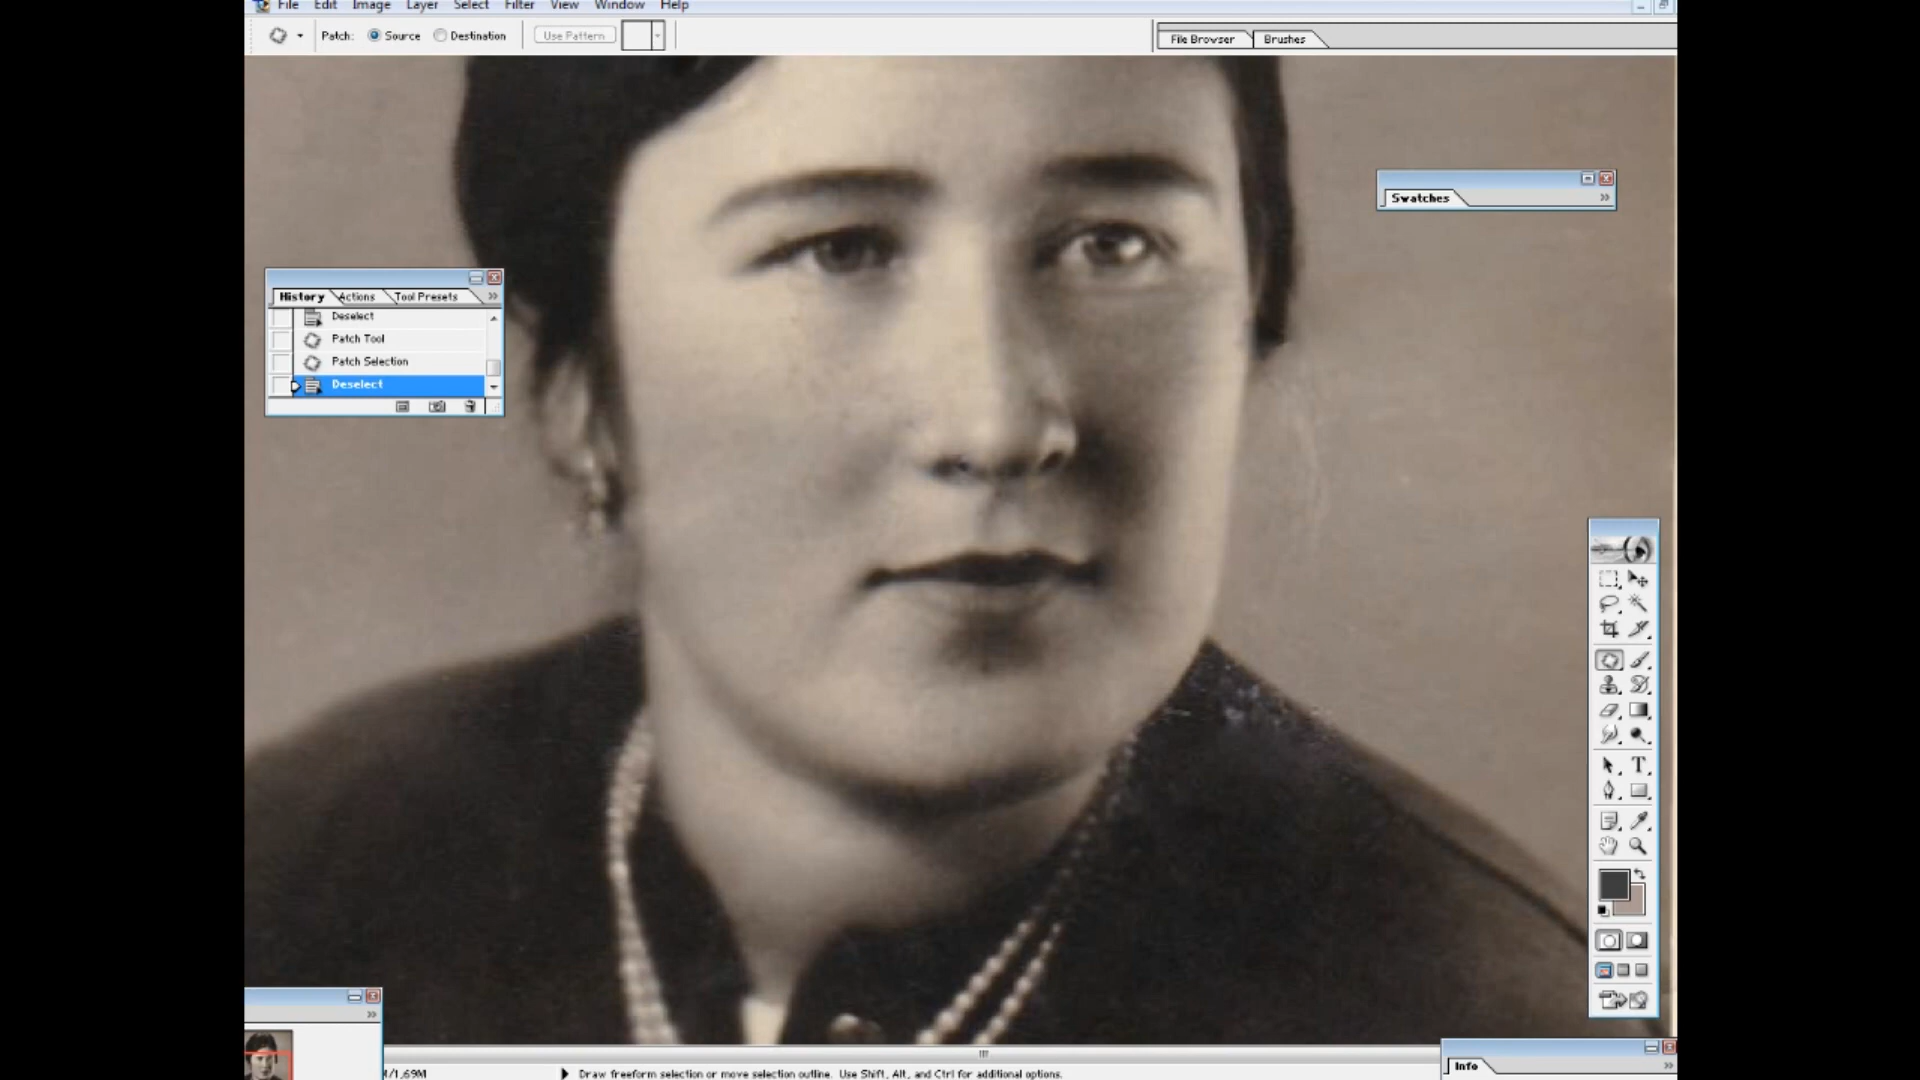 File Edit Image Layer Select Filter View Window Help
Patch: Source Destination Use Pattern File Browser Brushes
Swatches
History Actions Tool Presets
Deselect
Patch Tool
Patch Selection
Deselect
T
/1,69M Draw freeform selection or move selection outline. Use Shift, Alt, and Ctrl for additional options.
Info